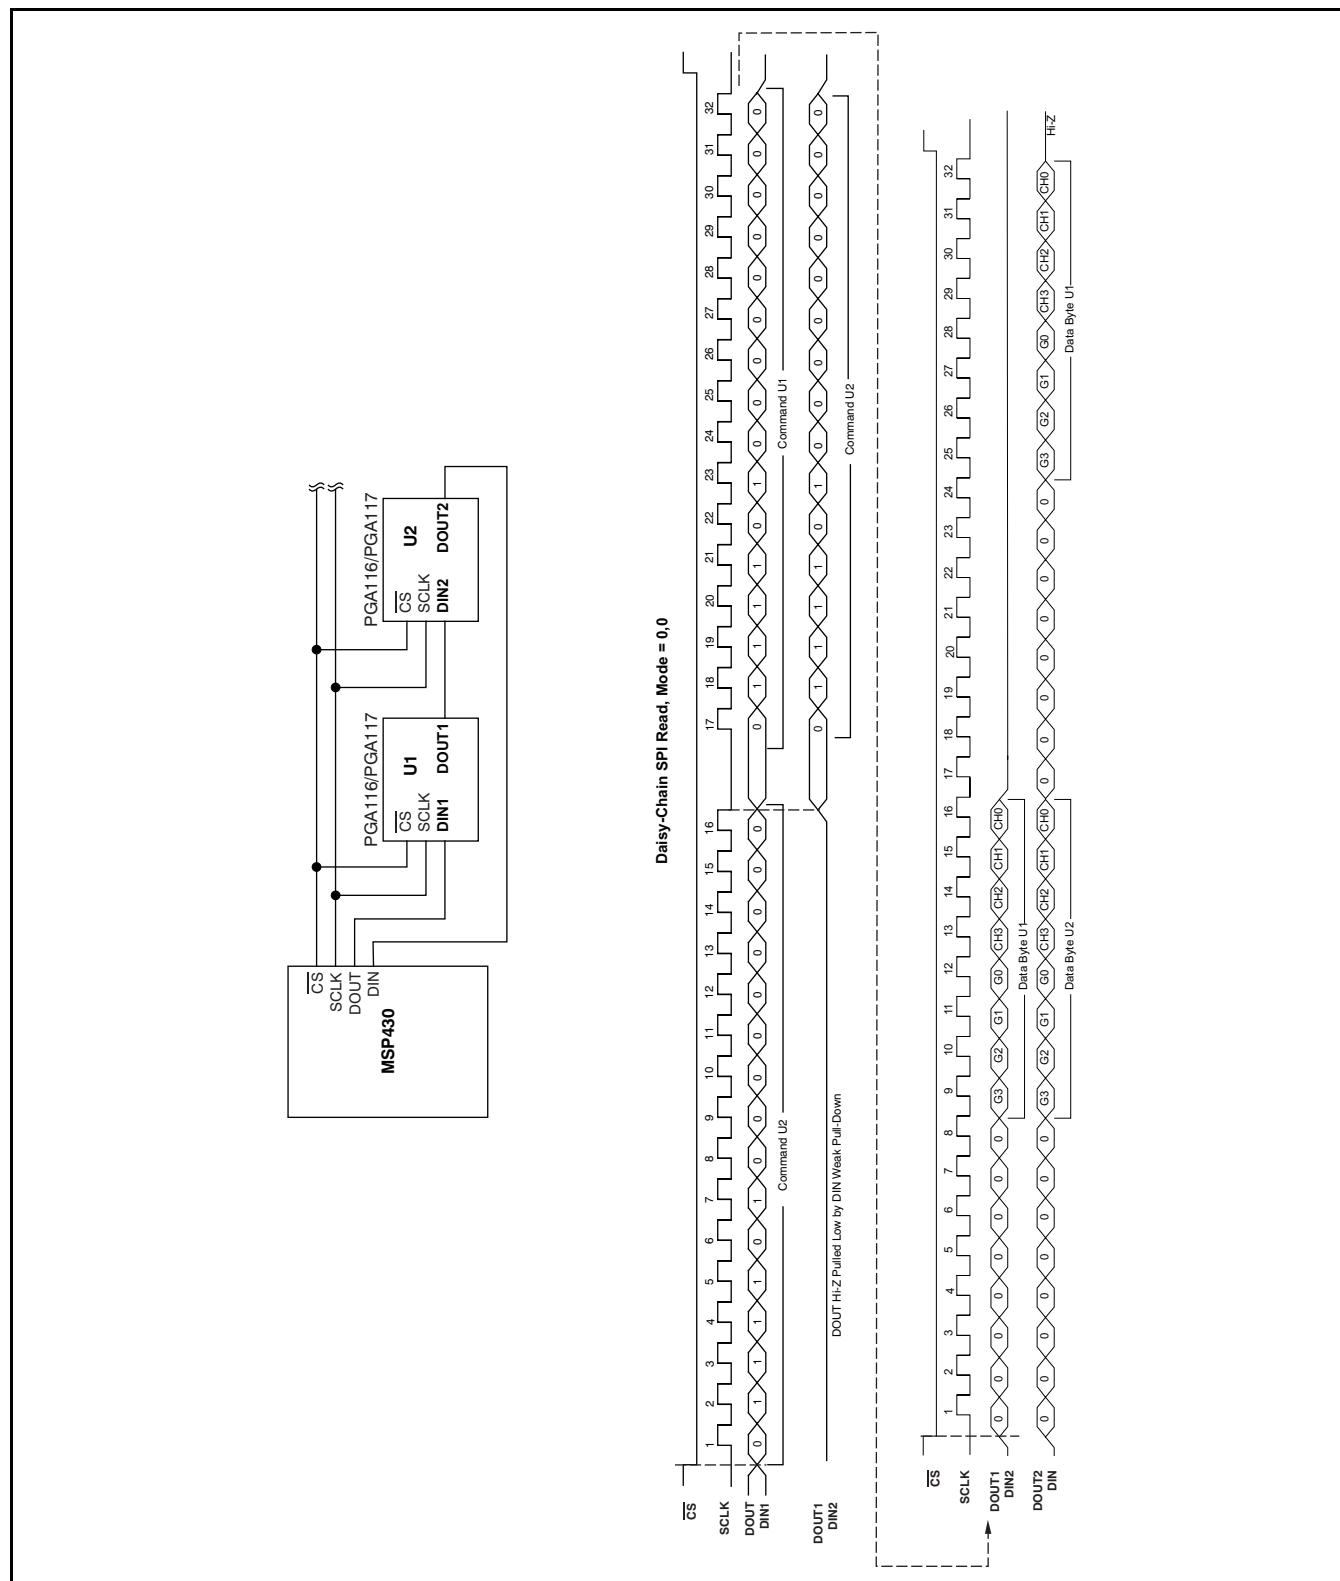 MSP430
CS
SCLK
DOUT
DIN
PGA116/PGA117
U1
CS
SCLK
DIN1
DOUT1
PGA116/PGA117
U2
CS
SCLK
DIN2
DOUT2
Daisy-Chain SPI Read, Mode = 0,0
CS
1 2 3 4 5 6 7 8 9 10 11 12 13 14 15 16 17 18 19 20 21 22 23 24 25 26 27 28 29 30 31 32
SCLK
DOUT
DIN1
0 1 1 1 1 0 1 0 0 0 0 0 0 0 0 0 0 1 1 1 1 0 1 0 0 0 0 0 0 0 0 0
Command U2
Command U1
DOUT1
DIN2
DOUT Hi-Z Pulled Low by DIN Weak Pull-Down
0 1 1 1 1 0 1 0 0 0 0 0 0 0 0 0
Command U2
CS
1 2 3 4 5 6 7 8 9 10 11 12 13 14 15 16 17 18 19 20 21 22 23 24 25 26 27 28 29 30 31 32
SCLK
DOUT1
DIN2
0 0 0 0 0 0 0 0 G3 G2 G1 G0 CH3 CH2 CH1 CH0
Data Byte U1
DOUT2
DIN
0 0 0 0 0 0 0 0 G3 G2 G1 G0 CH3 CH2 CH1 CH0 0 0 0 0 0 0 0 0 G3 G2 G1 G0 CH3 CH2 CH1 CH0 Hi-Z
Data Byte U2
Data Byte U1